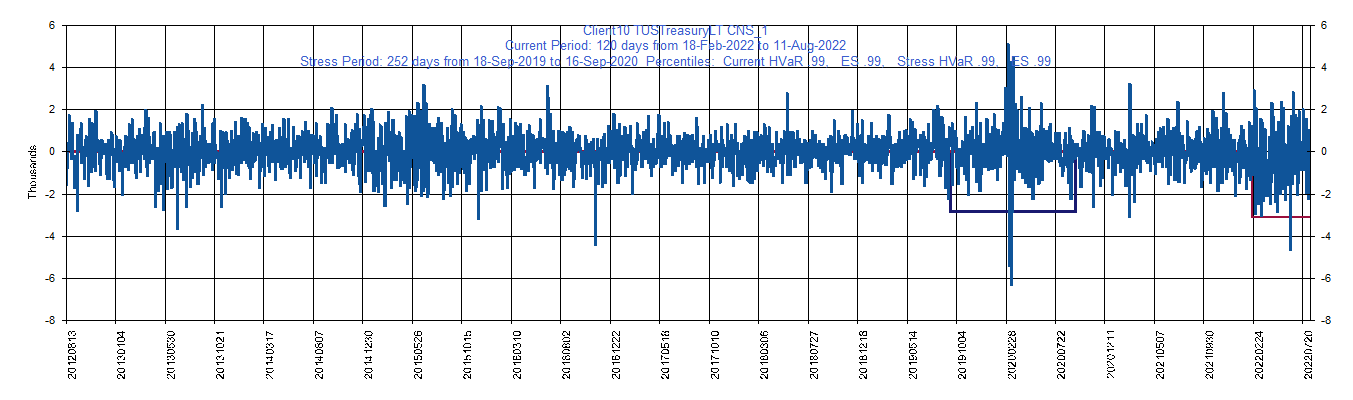 Client10 TUSTreasuryLT CNS_1
Current Period: 120 days from 18-Feb-2022 to 11-Aug-2022
Stress Period: 252 days from 18-Sep-2019 to 16-Sep-2020 Percentiles: Current HVaR .99, ES .99, Stress HVaR .99, ES .99
6 6
4 4
2 2
0 0
-2 -2
-4 -4
-6 -6
-8 -8
Thousands
20120813 20130104 20130530 20131021 20140317 20140807 20141230 20150526 20151015 20160310 20160802 20161222 20170518 20171010 20180306 20180727 20181218 20190514 20191004 20200228 20200722 20201211 20210507 20210930 20220224 20220720